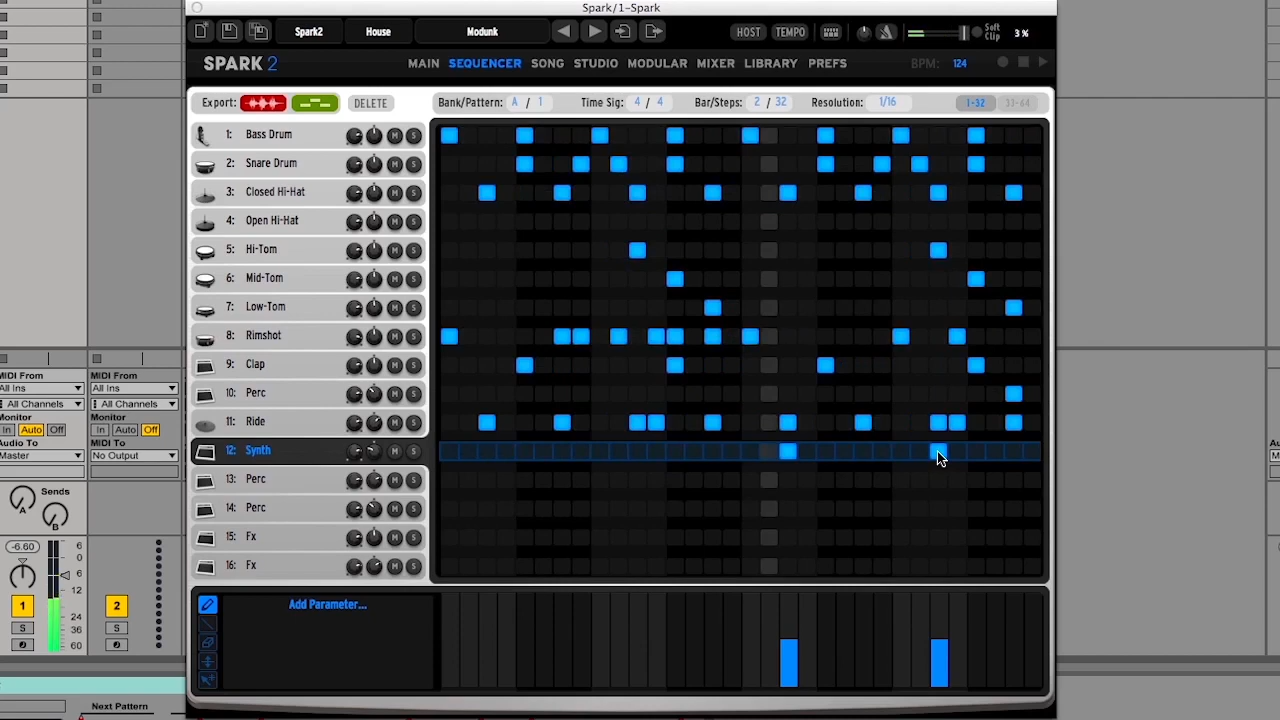 Spark/1-Spark
Spark2 House Modunk HOST TEMPO Soft Clip 3 %
SPARK 2 MAIN SEQUENCER SONG STUDIO MODULAR MIXER LIBRARY PREFS BPM: 124
Export: DELETE Bank/Pattern: A / 1 Time Sig: 4 / 4 Bar/Steps: 2 / 32 Resolution: 1/16 1-32 33-64
1: Bass Drum M S
2: Snare Drum M S
3: Closed Hi-Hat M S
4: Open Hi-Hat M S
5: Hi-Tom M S
6: Mid-Tom M S
7: Low-Tom M S
8: Rimshot M S
9: Clap M S
10: Perc M S
11: Ride M S
12: Synth M S
13: Perc M S
14: Perc M S
15: Fx M S
16: Fx M S
Add Parameter...
MIDI From MIDI From
All Ins All Ins
All Channels All Channels
Monitor Monitor
In Auto Off In Auto Off
Audio To MIDI To
Master No Output
Sends
A
B
-6.60 6
0
6
12
24
36
60
1 2
S S
Next Pattern